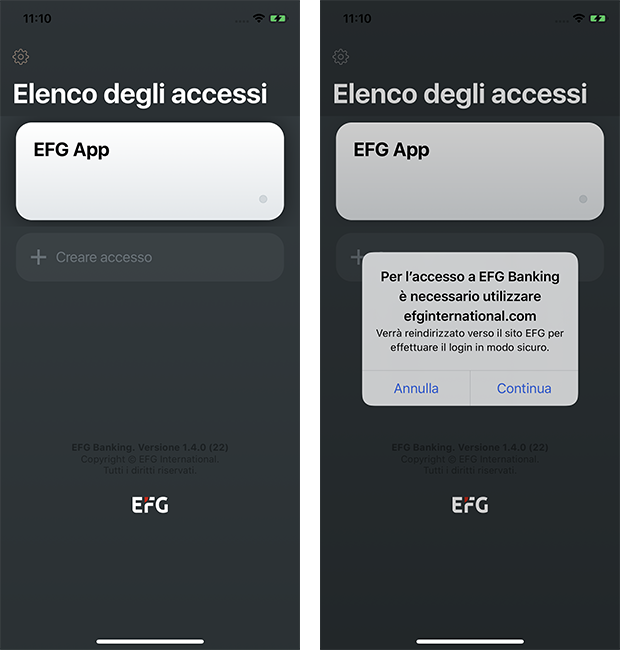 11:10
Elenco degli accessi
EFG App
Creare accesso
EFG Banking. Versione 1.4.0 (22)
Copyright © EFG International
Tutti i diritti riservati.
EFG
11:10
Elenco degli accessi
EFG App
Per l'accesso a EFG Banking
è necessario utilizzare
efginternational.com
Verrà reindirizzato verso il sito EFG per
effettuare il login in modo sicuro.
Annulla
Continua
EFG Banking. Versione 1.4.0 (22)
Copyright © EFG International
Tutti i diritti riservati.
EFG